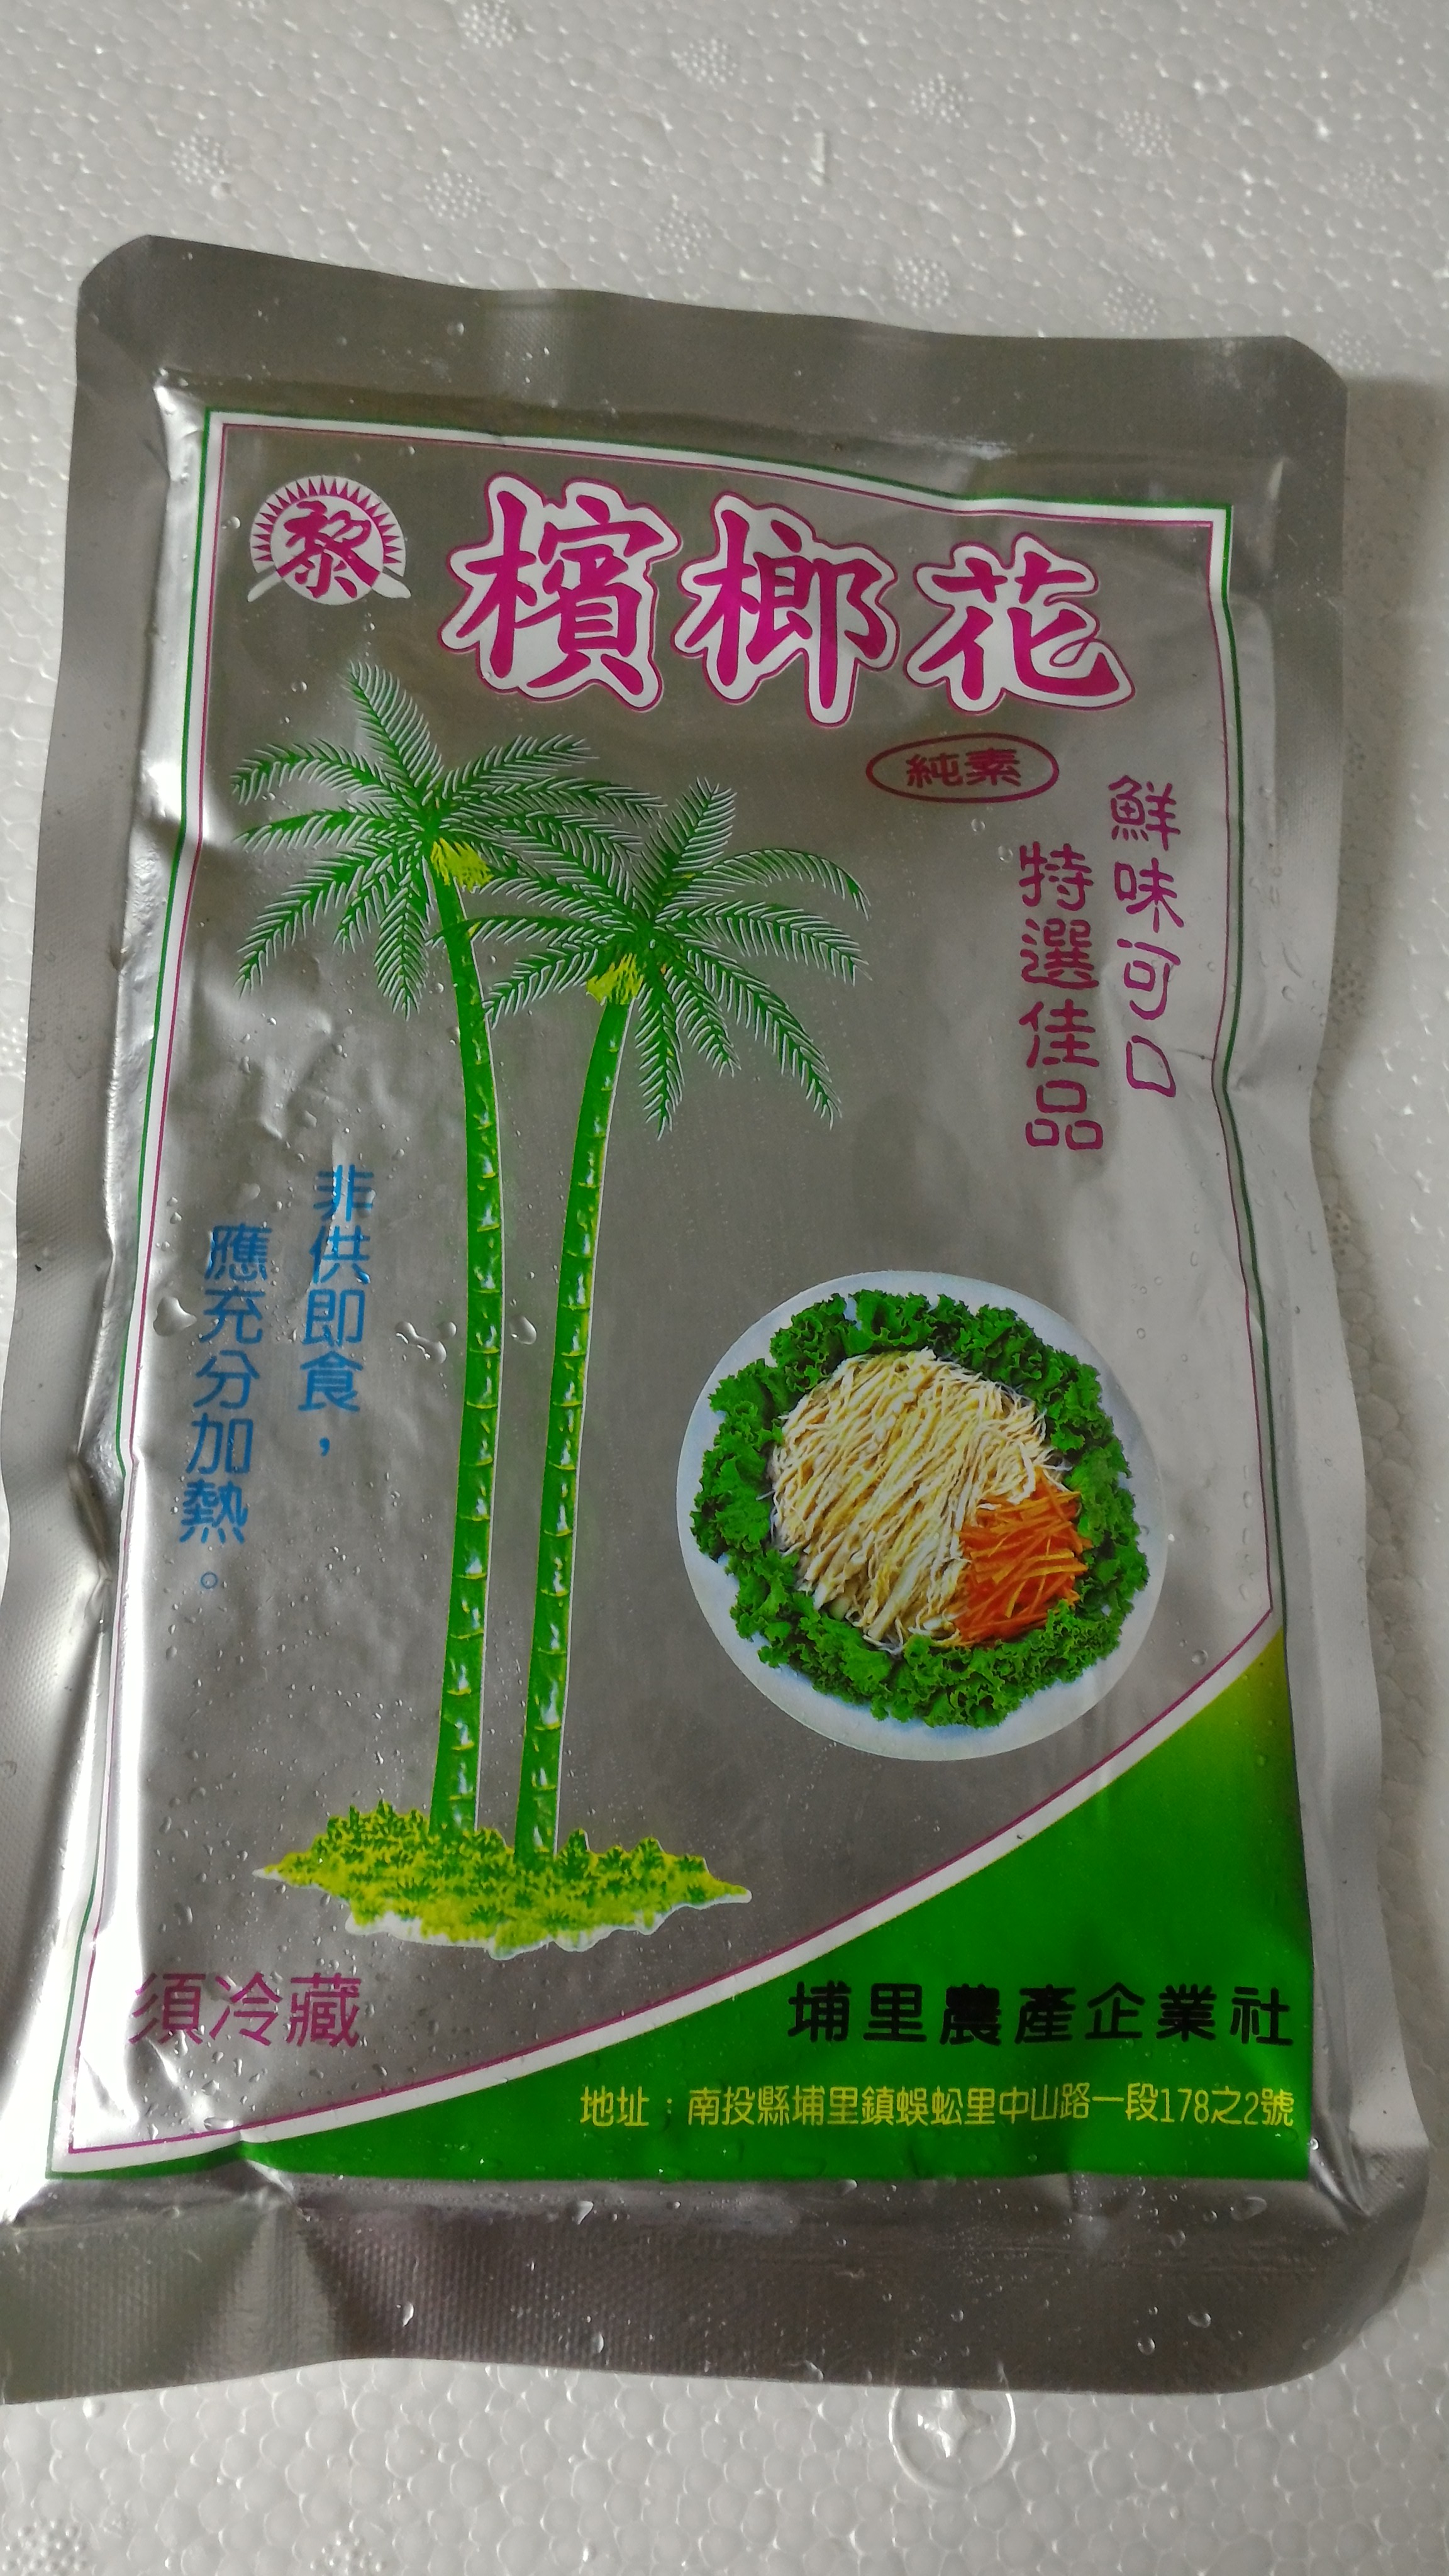 黎
檳榔花
純素
鮮味可口
特選佳品
非供即食，
應充分加熱。
須冷藏
埔里農產企業社
地址：南投縣埔里鎮蜈蚣里中山路一段178之2號